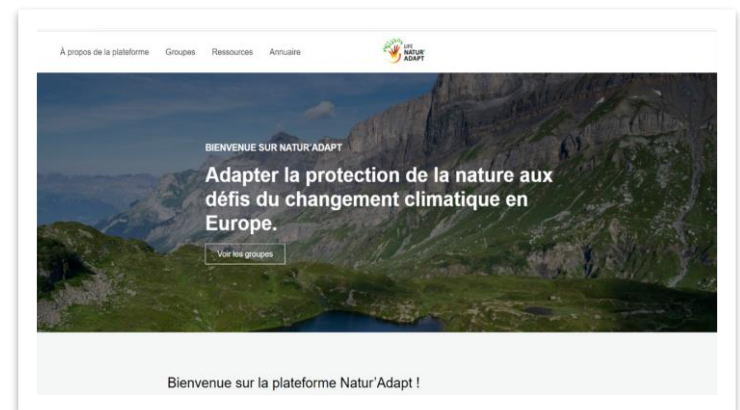 À propos de la plateforme Groupes Ressources Annuaire
LIFE
NATUR'
ADAPT
BIENVENUE SUR NATUR'ADAPT
Adapter la protection de la nature aux
défis du changement climatique en
Europe.
Voir les groupes
Bienvenue sur la plateforme Natur'Adapt !